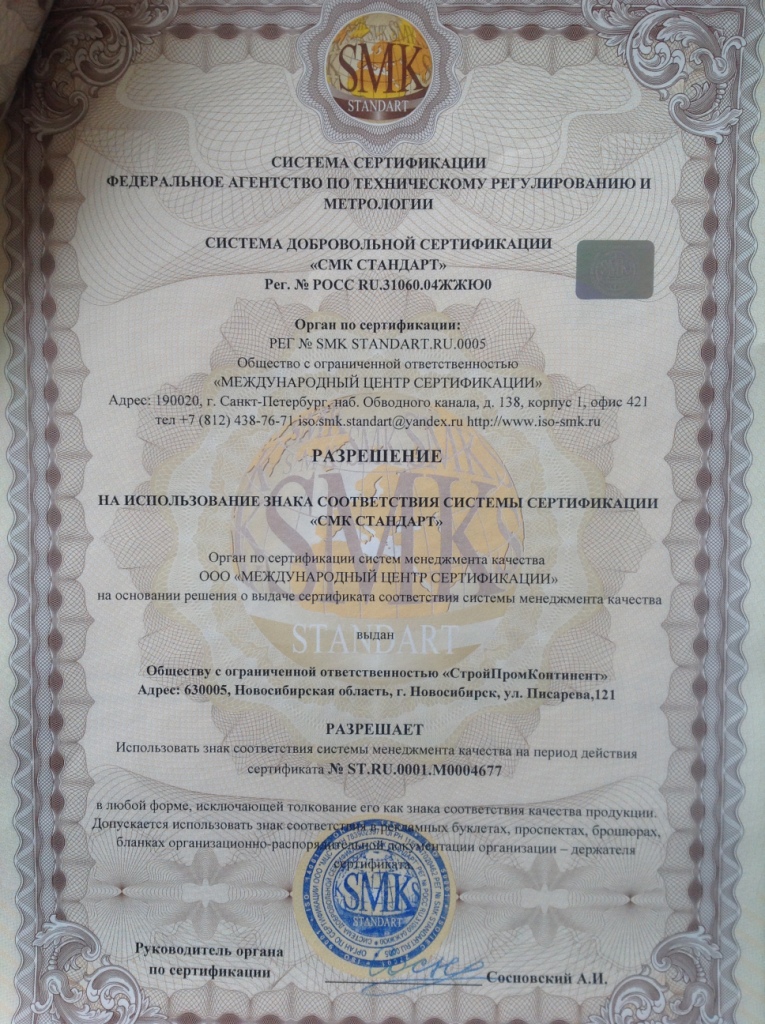 SMK
STANDART
СИСТЕМА СЕРТИФИКАЦИИ
ФЕДЕРАЛЬНОЕ АГЕНТСТВО ПО ТЕХНИЧЕСКОМУ РЕГУЛИРОВАНИЮ И
МЕТРОЛОГИИ
СИСТЕМА ДОБРОВОЛЬНОЙ СЕРТИФИКАЦИИ
«СМК СТАНДАРТ»
Рег. № РОСС RU.31060.04ЖЖЮ0
Орган по сертификации:
РЕГ № SMK STANDART.RU.0005
Общество с ограниченной ответственностью
«МЕЖДУНАРОДНЫЙ ЦЕНТР СЕРТИФИКАЦИИ»
Адрес: 190020, г. Санкт-Петербург, наб. Обводного канала, д. 138, корпус 1, офис 421
тел +7 (812) 438-76-71 iso.smk.standart@yandex.ru http://www.iso-smk.ru
РАЗРЕШЕНИЕ
НА ИСПОЛЬЗОВАНИЕ ЗНАКА СООТВЕТСТВИЯ СИСТЕМЫ СЕРТИФИКАЦИИ
«СМК СТАНДАРТ»
Орган по сертификации систем менеджмента качества
ООО «МЕЖДУНАРОДНЫЙ ЦЕНТР СЕРТИФИКАЦИИ»
на основании решения о выдаче сертификата соответствия системы менеджмента качества
SMK
STANDART
выдан
Обществу с ограниченной ответственностью «СтройПромКонтинент»
Адрес: 630005, Новосибирская область, г. Новосибирск, ул. Писарева,121
РАЗРЕШАЕТ
Использовать знак соответствия системы менеджмента качества на период действия
сертификата № ST.RU.0001.M0004677
в любой форме, исключающей толкование его как знака соответствия качества продукции.
Допускается использовать знак соответствия в рекламных буклетах, проспектах, брошюрах,
бланках организационно-распорядительной документации организации – держателя
сертификата.
SMK
STANDART
Руководитель органа
по сертификации
Сосновский А.И.